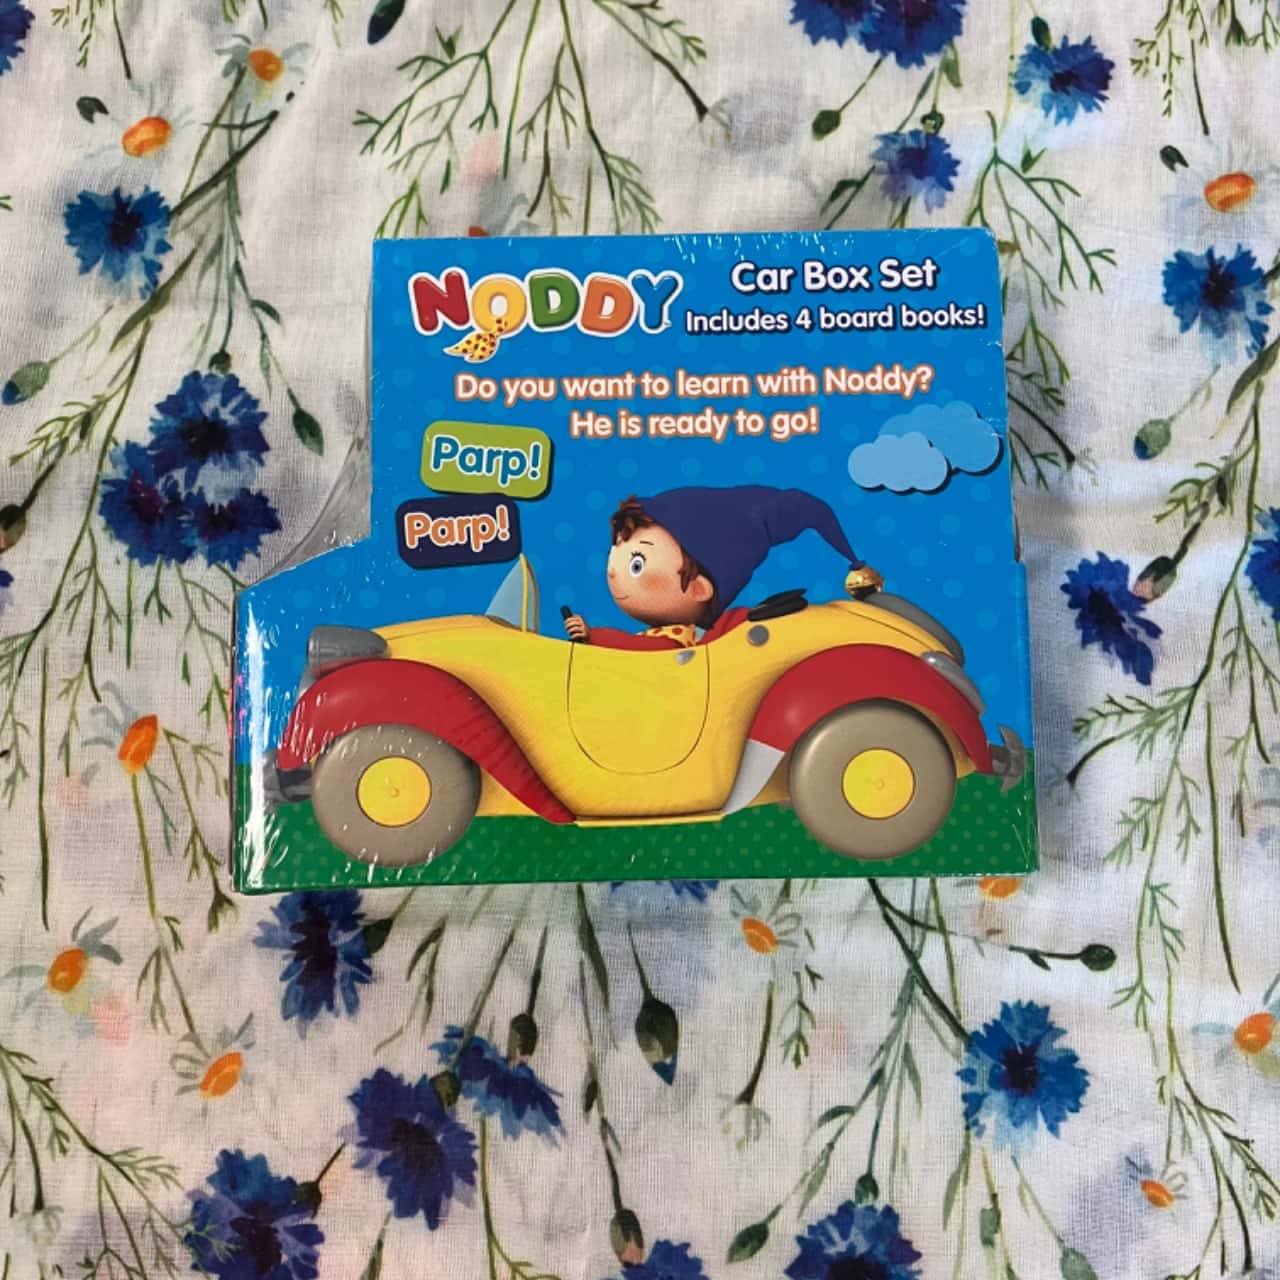 NODDY
Car Box Set
Includes 4 board books!
Do you want to learn with Noddy?
He is ready to go!
Parp!
Parp!